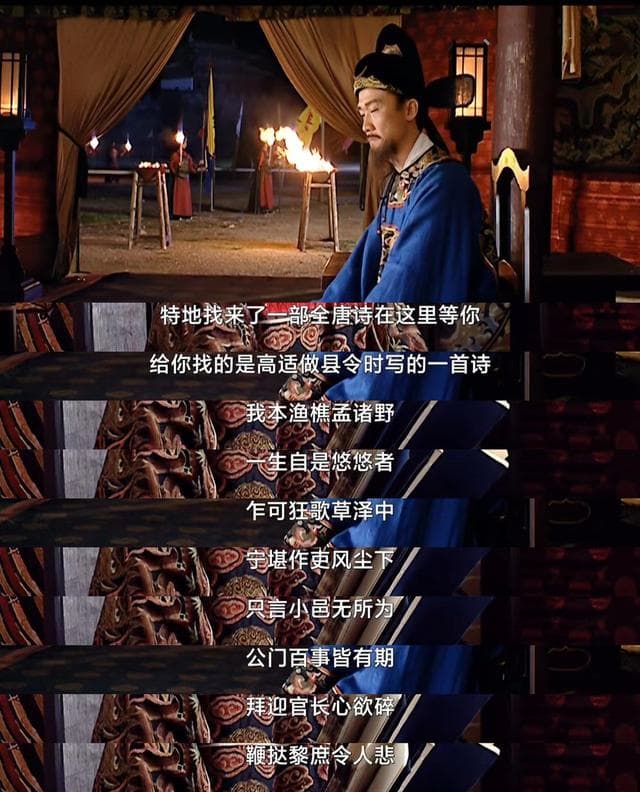 特地找来了一部全唐诗在这里等你
给你找的是高适做县令时写的一首诗
我本渔樵孟诸野
一生自是悠悠者
乍可狂歌草泽中
宁堪作吏风尘下
只言小邑无所为
公门百事皆有期
拜迎官长心欲碎
鞭挞黎庶令人悲